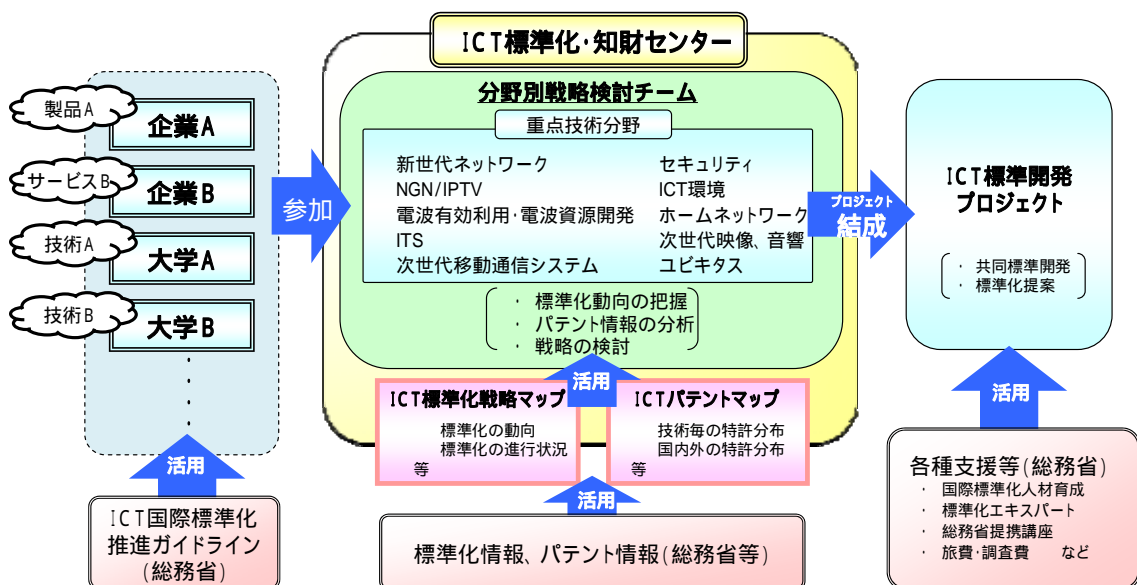 ICT標準化・知財センター
分野別戦略検討チーム
重点技術分野
新世代ネットワーク
NGN/IPTV
電波有効利用・電波資源開発
ITS
次世代移動通信システム
セキュリティ
ICT環境
ホームネットワーク
次世代映像、音響
ユビキタス
・ 標準化動向の把握
・ パテント情報の分析
・ 戦略の検討
製品A
企業A
サービスB
企業B
技術A
大学A
技術B
大学B
・・・・・
参加
プロジェクト
結成
ICT標準開発
プロジェクト
・ 共同標準開発
・ 標準化提案
活用
ICT標準化戦略マップ
標準化の動向
標準化の進行状況
等
ICTパテントマップ
技術毎の特許分布
国内外の特許分布
等
活用
ICT国際標準化
推進ガイドライン
(総務省)
活用
標準化情報、パテント情報(総務省等)
活用
各種支援等(総務省)
・ 国際標準化人材育成
・ 標準化エキスパート
・ 総務省提携講座
・ 旅費・調査費 など